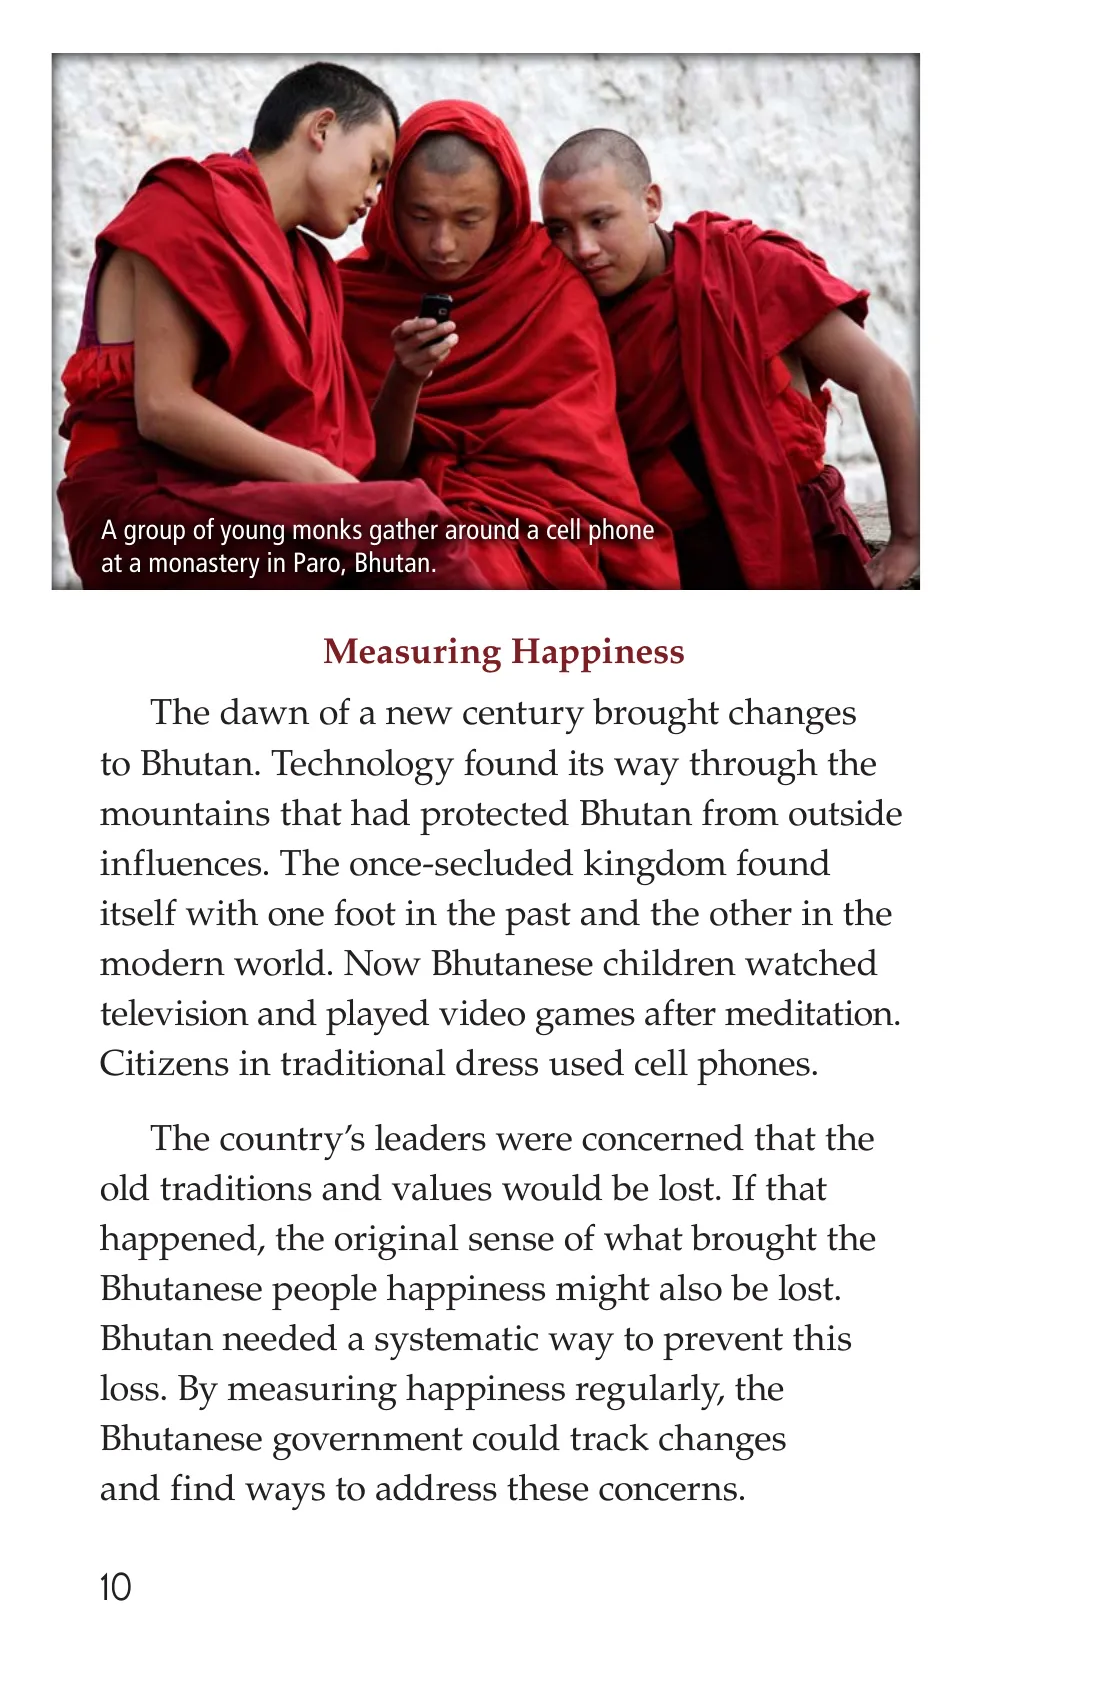 A group of young monks gather around a cell phone
at a monastery in Paro, Bhutan.
Measuring Happiness
The dawn of a new century brought changes
to Bhutan. Technology found its way through the
mountains that had protected Bhutan from outside
influences. The once-secluded kingdom found
itself with one foot in the past and the other in the
modern world. Now Bhutanese children watched
television and played video games after meditation.
Citizens in traditional dress used cell phones.
The country’s leaders were concerned that the
old traditions and values would be lost. If that
happened, the original sense of what brought the
Bhutanese people happiness might also be lost.
Bhutan needed a systematic way to prevent this
loss. By measuring happiness regularly, the
Bhutanese government could track changes
and find ways to address these concerns.
10